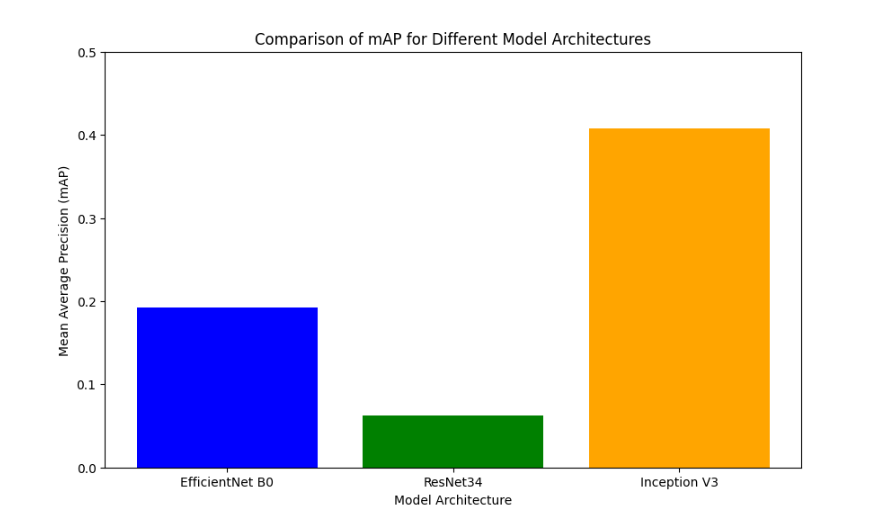 Comparison of mAP for Different Model Architectures
Mean Average Precision (mAP)
0.5
0.4
0.3
0.2
0.1
0.0
EfficientNet B0 ResNet34 Inception V3
Model Architecture